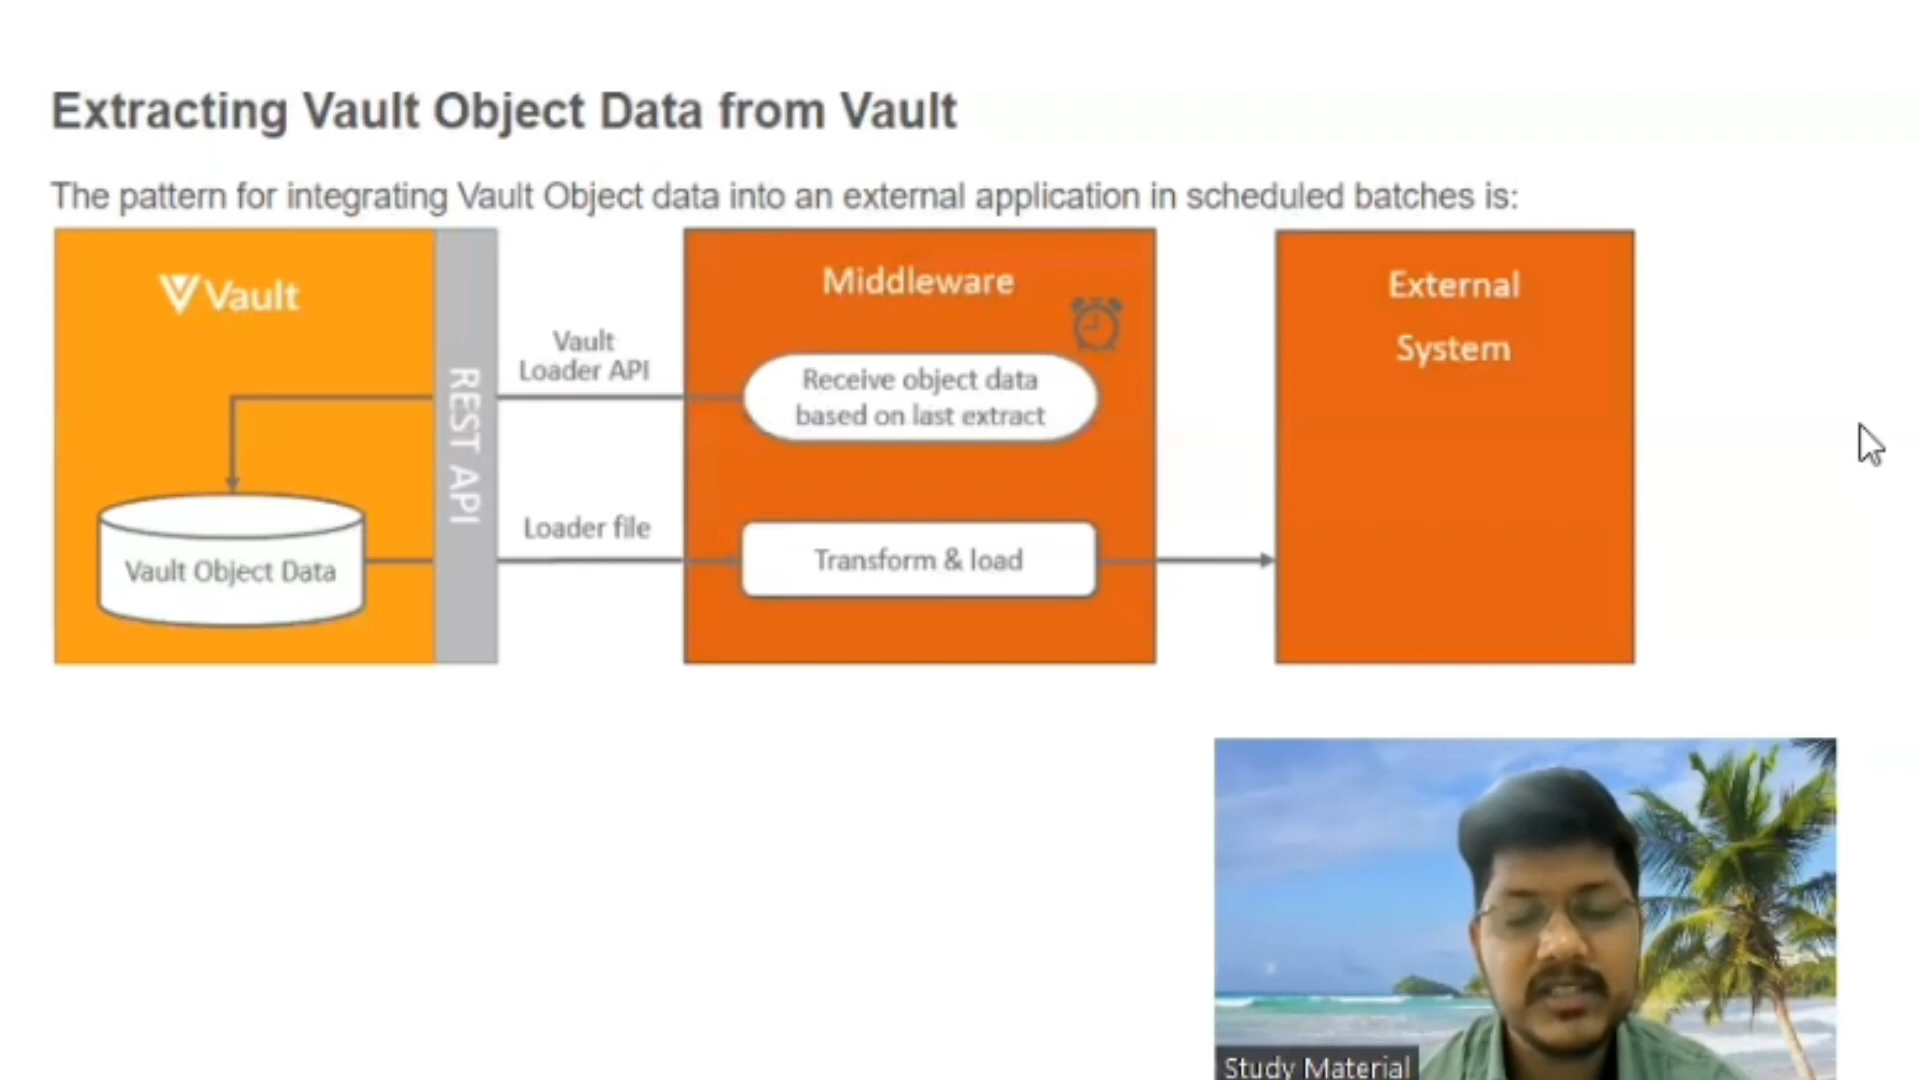 Extracting Vault Object Data from Vault
The pattern for integrating Vault Object data into an external application in scheduled batches is:
Vault
REST API
Vault
Loader API
Middleware
Receive object data
based on last extract
External
System
Vault Object Data
Loader file
Transform & load
Study Material